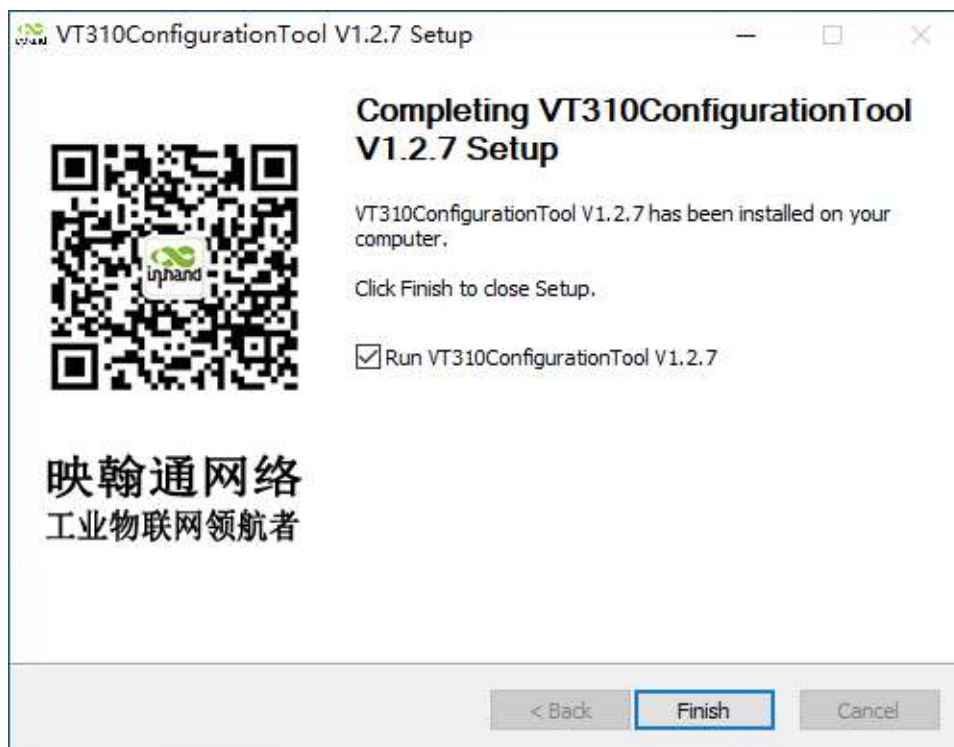 VT310ConfigurationTool V1.2.7 Setup
Completing VT310ConfigurationTool
V1.2.7 Setup
VT310ConfigurationTool V1.2.7 has been installed on your
computer.
Click Finish to close Setup.
Run VT310ConfigurationTool V1.2.7
inhand
映翰通网络
工业物联网领航者
< Back
Finish
Cancel